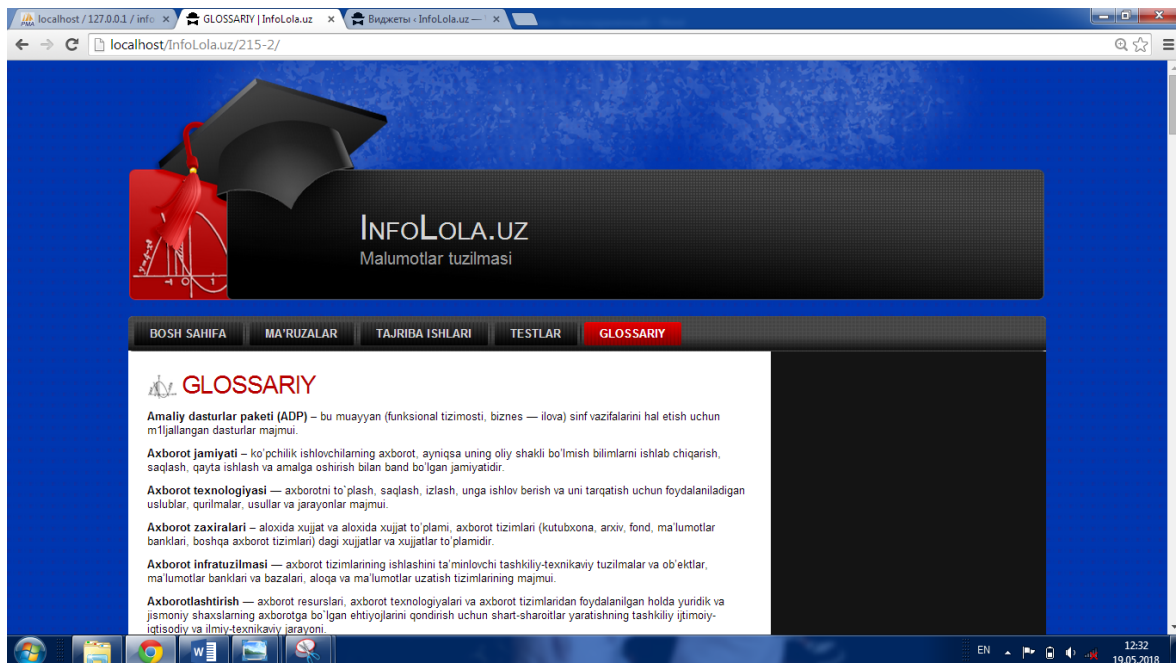 localhost / 127.0.0.1 / info
GLOSSARIY | InfoLola.uz
Виджеты ‹ InfoLola.uz —
localhost/InfoLola.uz/215-2/
INFOLOLA.UZ
Malumotlar tuzilmasi
BOSH SAHIFA MA'RUZALAR TAJRIBA ISHLARI TESTLAR GLOSSARIY
GLOSSARIY
Amaliy dasturlar paketi (ADP) – bu muayyan (funksional tizimosti, biznes — ilova) sinf vazifalarini hal etish uchun
m1ljallangan dasturlar majmui.
Axborot jamiyati – ko'pchilik ishlovchilarning axborot, ayniqsa uning oliy shakli bo'lmish bilimlarni ishlab chiqarish,
saqlash, qayta ishlash va amalga oshirish bilan band bo'lgan jamiyatidir.
Axborot texnologiyasi — axborotni to`plash, saqlash, izlash, unga ishlov berish va uni tarqatish uchun foydalaniladigan
uslublar, qurilmalar, usullar va jarayonlar majmui.
Axborot zaxiralari – aloxida xujjat va aloxida xujjat to'plami, axborot tizimlari (kutubxona, arxiv, fond, ma'lumotlar
banklari, boshqa axborot tizimlari) dagi xujjatlar va xujjatlar to'plamidir.
Axborot infratuzilmasi — axborot tizimlarining ishlashini ta'minlovchi tashkiliy-texnikaviy tuzilmalar va ob'ektlar,
ma'lumotlar banklari va bazalari, aloqa va ma'lumotlar uzatish tizimlarining majmui.
Axborotlashtirish — axborot resurslari, axborot texnologiyalari va axborot tizimlaridan foydalanilgan holda yuridik va
jismoniy shaxslarning axborotga bo`lgan ehtiyojlarini qondirish uchun shart-sharoitlar yaratishning tashkiliy ijtimoiy-
iqtisodiy va ilmiy-texnikaviy jarayoni.
EN
12:32
19.05.2018